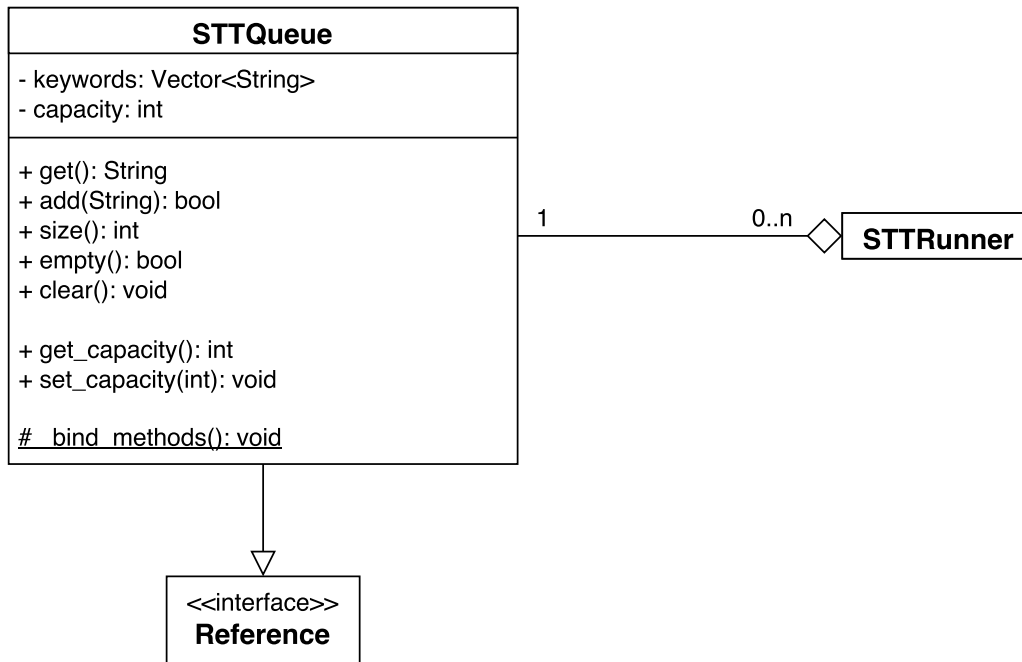 STTQueue
- keywords: Vector<String>
- capacity: int
+ get(): String
+ add(String): bool
+ size(): int
+ empty(): bool
+ clear(): void
+ get_capacity(): int
+ set_capacity(int): void
# _bind_methods(): void
1
0..n
STTRunner
<<interface>>
Reference